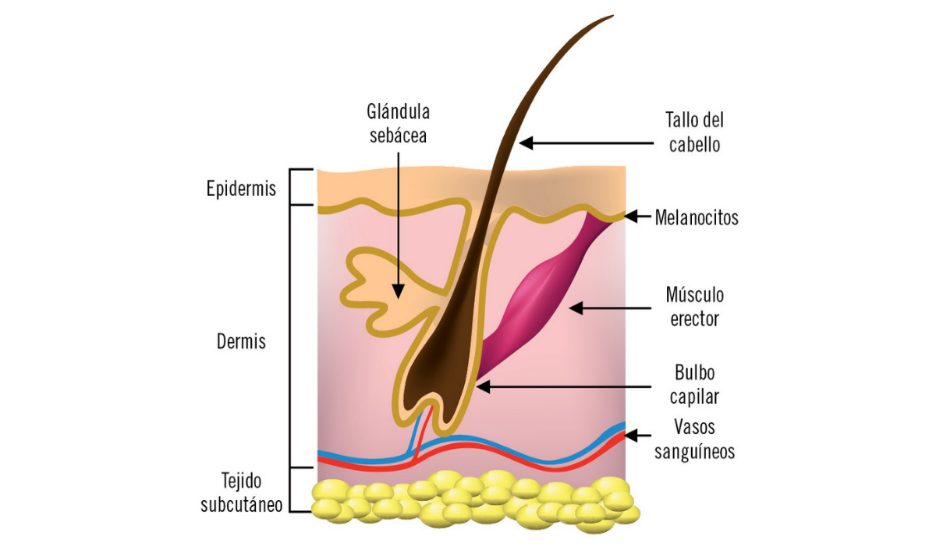 Glándula
sebácea
Tallo del
cabello
Epidermis
Melanocitos
Músculo
erector
Dermis
Bulbo
capilar
Vasos
sanguíneos
Tejido
subcutáneo